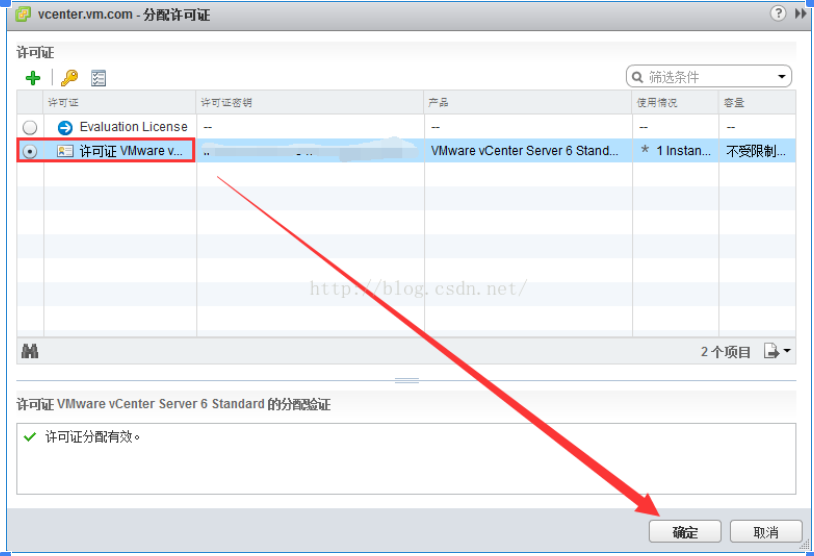 vcenter.vm.com - 分配许可证
许可证
筛选条件
许可证 许可证密钥 产品 使用情况 容量
Evaluation License -- -- -- --
许可证 VMware v... VMware vCenter Server 6 Stand... * 1 Instan... 不受限制...
http://blog.csdn.net/
2 个项目
许可证 VMware vCenter Server 6 Standard 的分配验证
许可证分配有效。
确定 取消